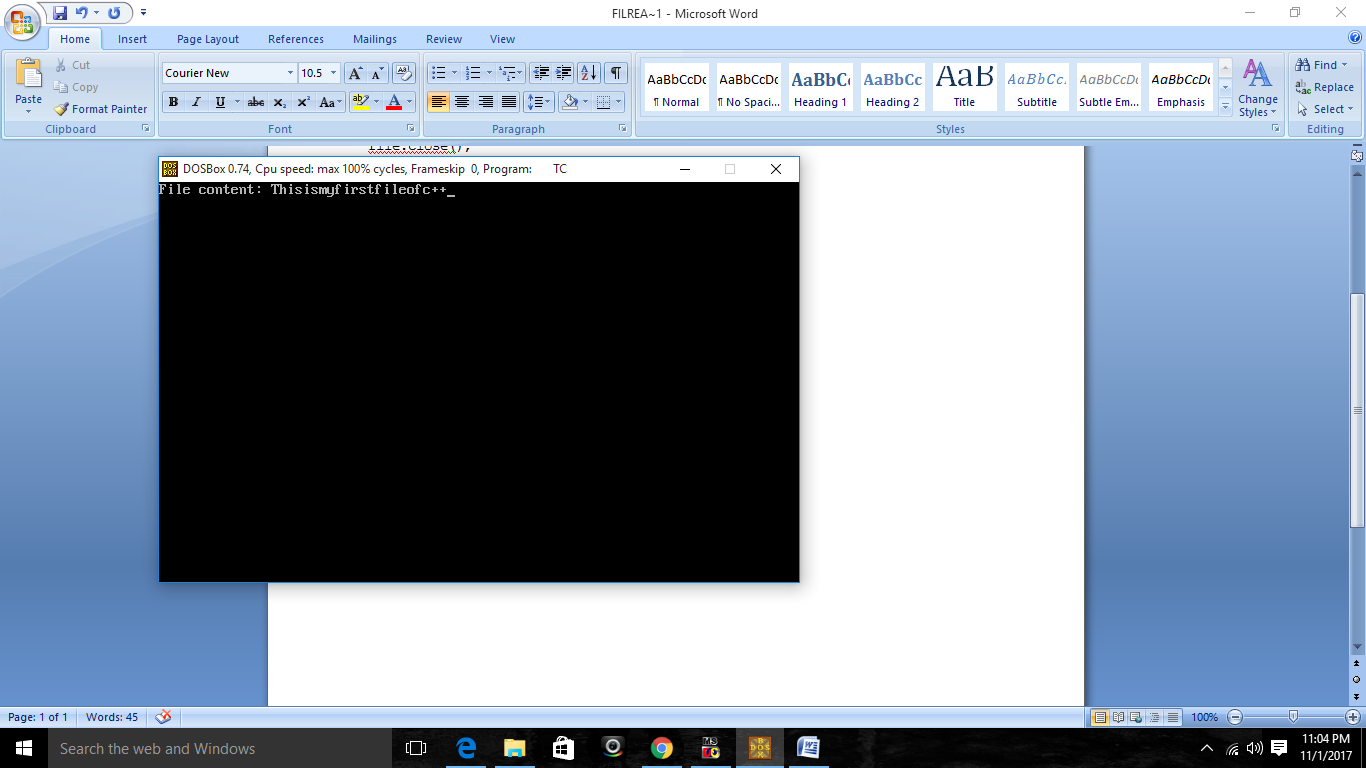 FILREA~1 - Microsoft Word
Home Insert Page Layout References Mailings Review View
Paste
Cut
Copy
Format Painter
Clipboard
Courier New 10.5
Font
Paragraph
AaBbCcDc AaBbCcDc AaBbC AaBbCc AaB AaBbCc. AaBbCcDc AaBbCcDc
¶ Normal ¶ No Spaci... Heading 1 Heading 2 Title Subtitle Subtle Em... Emphasis
Change Styles
Styles
Find
Replace
Select
Editing
file.close();
DOSBox 0.74, Cpu speed: max 100% cycles, Frameskip 0, Program: TC
File content: Thisismyfirstfileofc++_
Page: 1 of 1 Words: 45 100%
Search the web and Windows
11:04 PM
11/1/2017